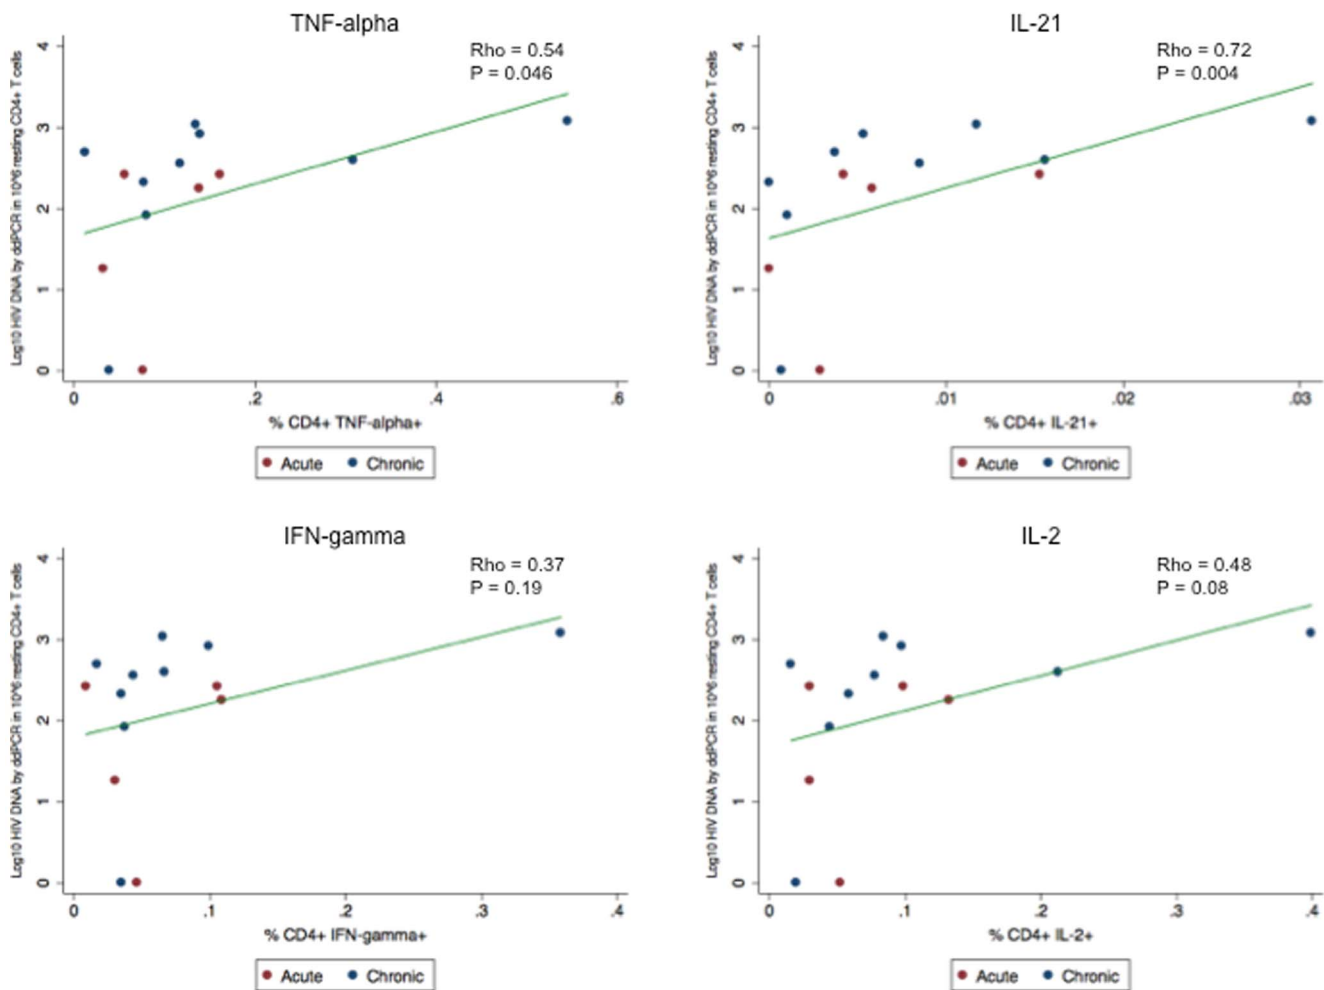 TNF-alpha
Rho = 0.54
P = 0.046
Log10 HIV DNA by ddPCR in 10^6 resting CD4+ T cells
4
3
2
1
0
0 .2 .4 .6
% CD4+ TNF-alpha+
Acute Chronic
IL-21
Rho = 0.72
P = 0.004
Log10 HIV DNA by ddPCR in 10^6 resting CD4+ T cells
4
3
2
1
0
0 .01 .02 .03
% CD4+ IL-21+
Acute Chronic
IFN-gamma
Rho = 0.37
P = 0.19
Log10 HIV DNA by ddPCR in 10^6 resting CD4+ T cells
4
3
2
1
0
0 .1 .2 .3 .4
% CD4+ IFN-gamma+
Acute Chronic
IL-2
Rho = 0.48
P = 0.08
Log10 HIV DNA by ddPCR in 10^6 resting CD4+ T cells
4
3
2
1
0
0 .1 .2 .3 .4
% CD4+ IL-2+
Acute Chronic